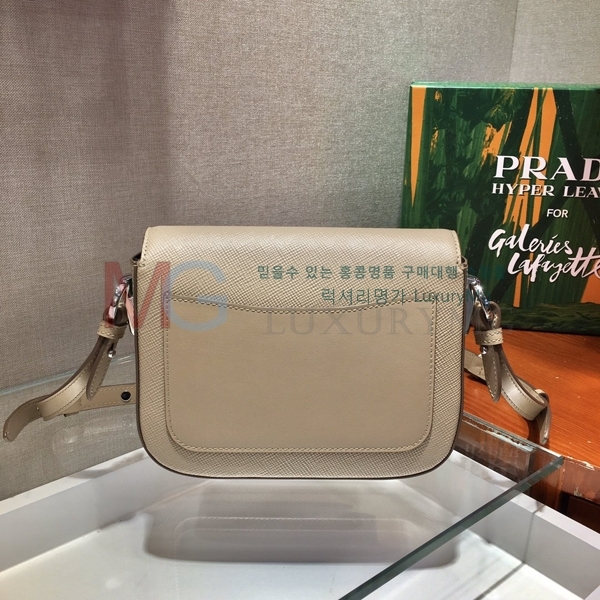 PRAD
HYPER LEA
FOR
Galeries
Lafayette
MG
믿을수 있는 홍콩명품 구매대행
럭셔리명가 Luxury
LUXURY